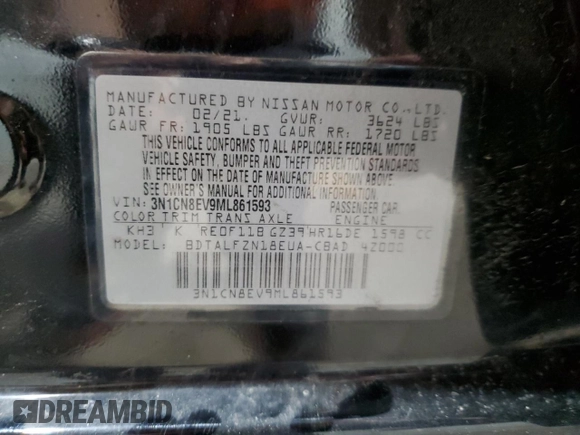 MANUFACTURED BY NISSAN MOTOR CO.,LTD.
DATE: 02/21. GVWR: 3624 LBS
GAWR FR: 1905 LBS GAWR RR: 1720 LBS
THIS VEHICLE CONFORMS TO ALL APPLICABLE FEDERAL MOTOR
VEHICLE SAFETY, BUMPER AND THEFT PREVENTION STANDARDS
IN EFFECT ON THE DATE OF MANUFACTURE SHOWN ABOVE.
SEE OWNER'S MANUAL FOR ADDITIONAL INFORMATION
VIN: 3N1CN8EV9ML861593 PASSENGER CAR.
COLOR TRIM TRANS AXLE ENGINE
KH3 K RE0F11B GZ39 HR16DE 1598 CC
MODEL: BDTALFZN18EUA-CBAD 42000
3N1CN8EV9ML861593
DREAMBID